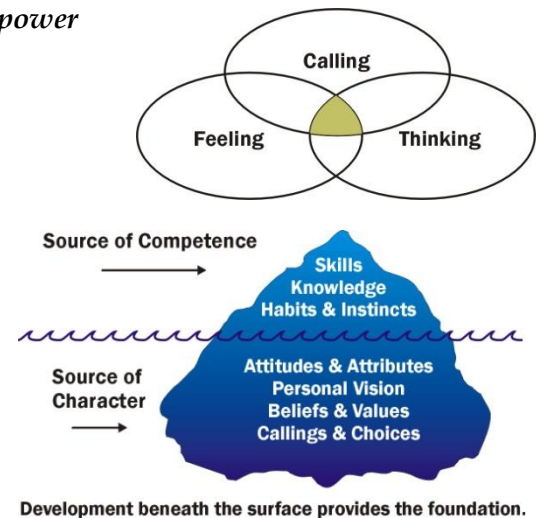 power
Calling
Feeling
Thinking
Source of Competence
Skills
Knowledge
Habits & Instincts
Source of
Character
Attitudes & Attributes
Personal Vision
Beliefs & Values
Callings & Choices
Development beneath the surface provides the foundation.